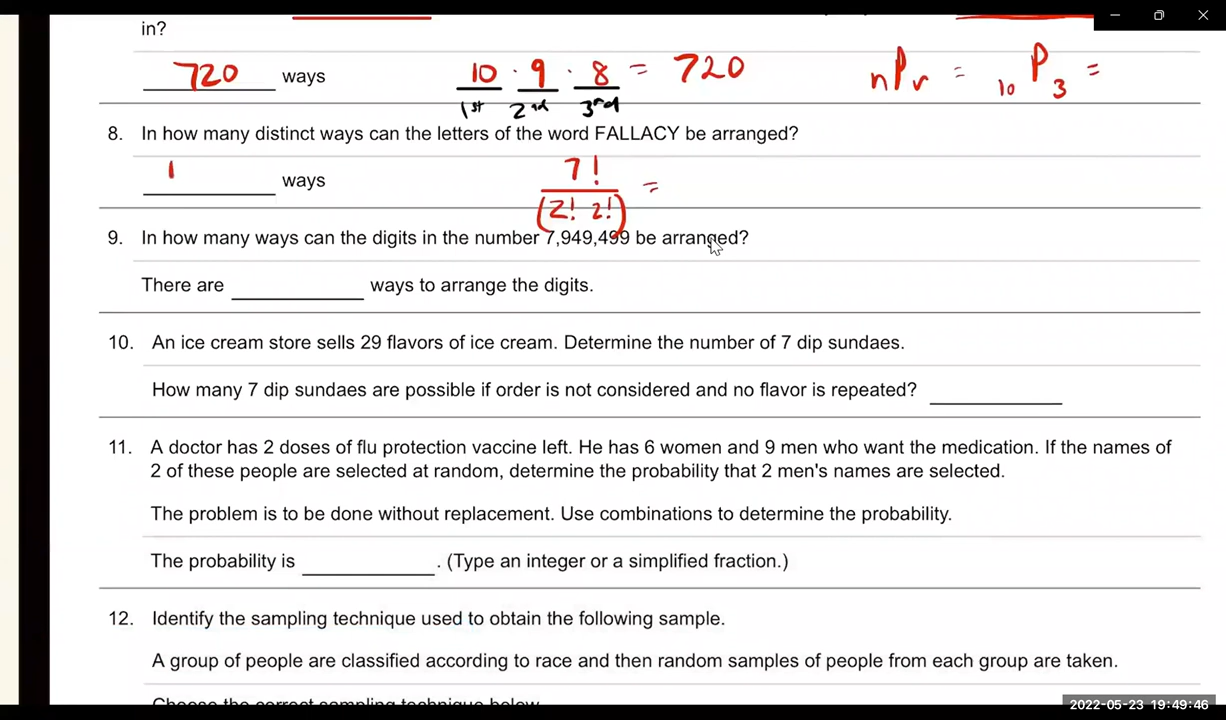 in?
720 ways 10 · 9 · 8 = 720 nPr = 10P3 =
1st 2nd 3rd
8. In how many distinct ways can the letters of the word FALLACY be arranged?
ways 7! / (2! 2!) =
9. In how many ways can the digits in the number 7,949,499 be arranged?
There are ways to arrange the digits.
10. An ice cream store sells 29 flavors of ice cream. Determine the number of 7 dip sundaes.
How many 7 dip sundaes are possible if order is not considered and no flavor is repeated?
11. A doctor has 2 doses of flu protection vaccine left. He has 6 women and 9 men who want the medication. If the names of
2 of these people are selected at random, determine the probability that 2 men's names are selected.
The problem is to be done without replacement. Use combinations to determine the probability.
The probability is . (Type an integer or a simplified fraction.)
12. Identify the sampling technique used to obtain the following sample.
A group of people are classified according to race and then random samples of people from each group are taken.
Choose the correct sampling technique below.
2022-05-23 19:49:46